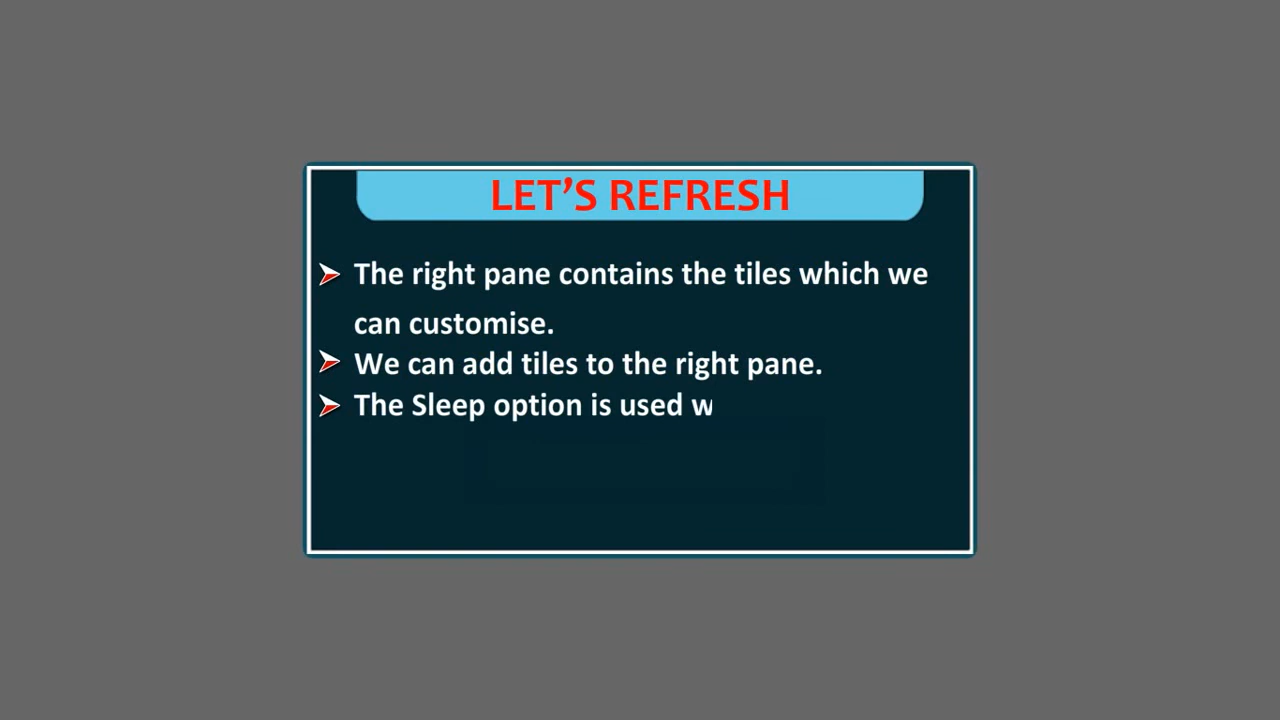 LET’S REFRESH
The right pane contains the tiles which we
can customise.
We can add tiles to the right pane.
The Sleep option is used w